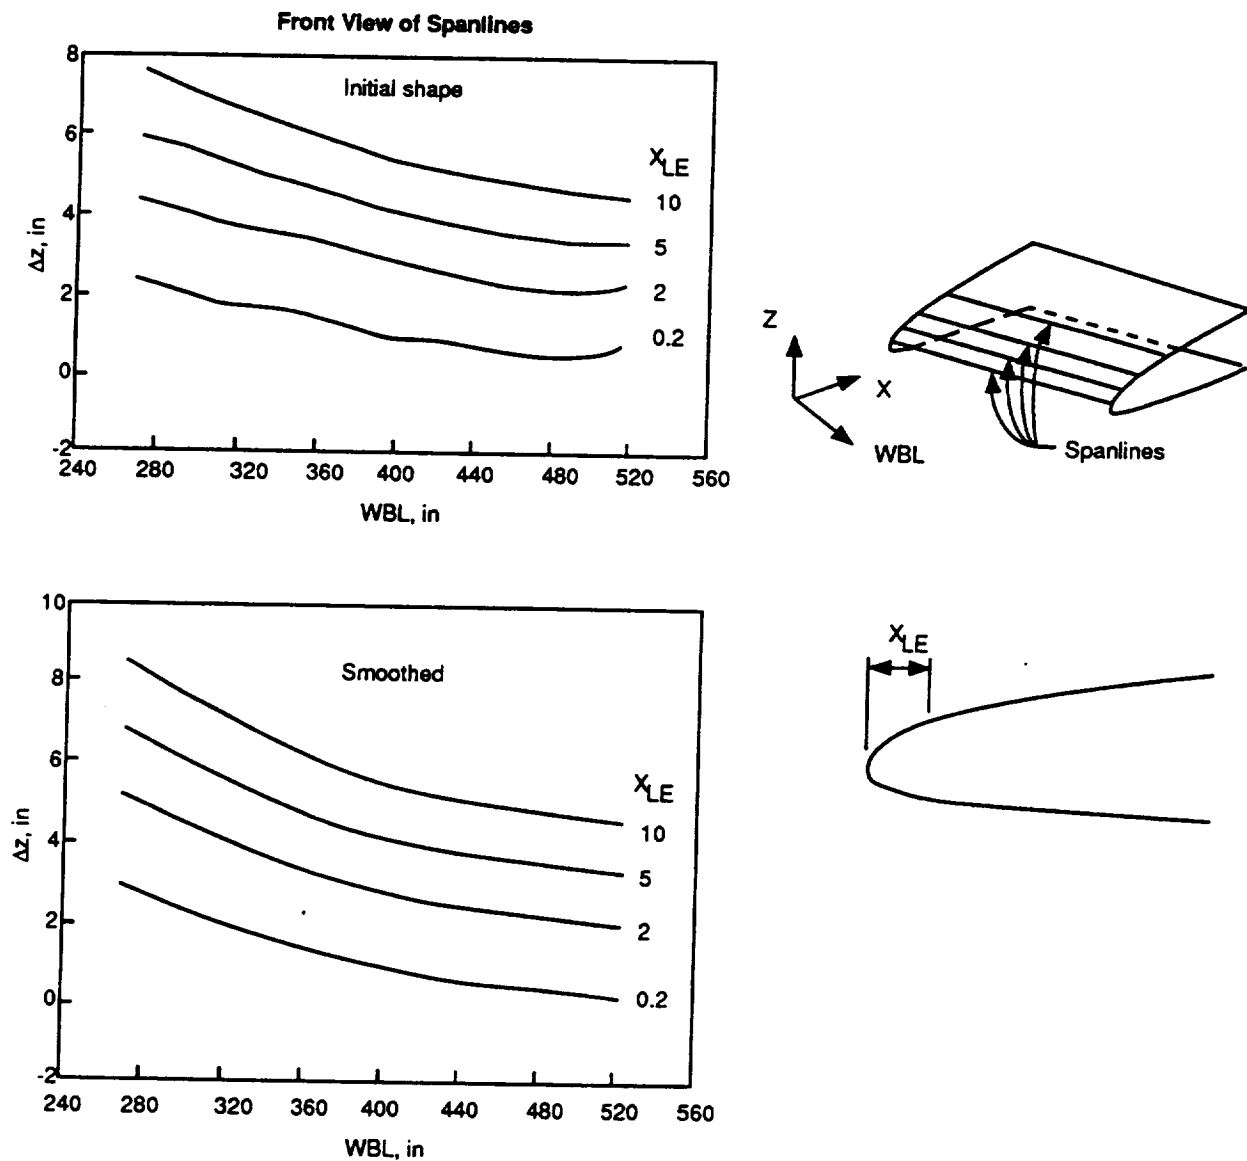 Front View of Spanlines
Initial shape
8
6
4
2
0
-2
Δz, in
X_LE
10
5
2
0.2
240 280 320 360 400 440 480 520 560
WBL, in
Z
X
WBL
Spanlines
Smoothed
10
8
6
4
2
0
-2
Δz, in
X_LE
10
5
2
0.2
240 280 320 360 400 440 480 520 560
WBL, in
X_LE